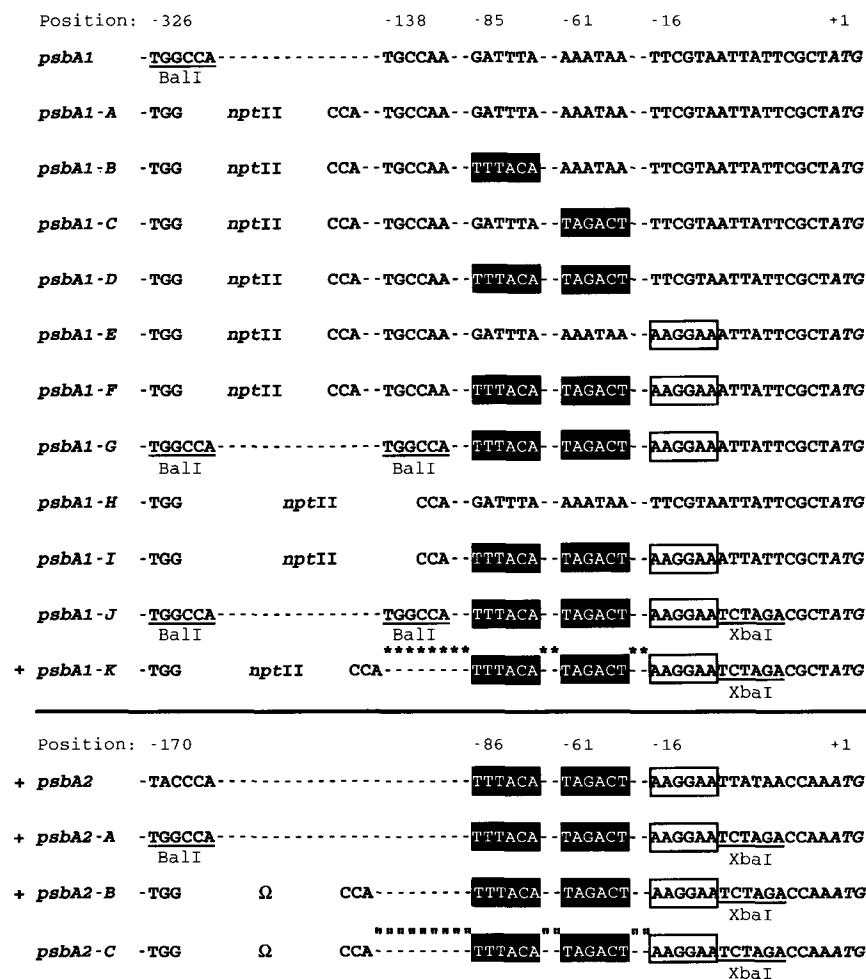 Position: -326 -138 -85 -61 -16 +1
psbA1 -TGGCCA---------------TGCCAA--GATTTA--AAATAA--TTCGTAATTATTCGCTATG
BalI
psbA1-A -TGG nptII CCA--TGCCAA--GATTTA--AAATAA--TTCGTAATTATTCGCTATG
psbA1-B -TGG nptII CCA--TGCCAA--TTTACA--AAATAA--TTCGTAATTATTCGCTATG
psbA1-C -TGG nptII CCA--TGCCAA--GATTTA--TAGACT--TTCGTAATTATTCGCTATG
psbA1-D -TGG nptII CCA--TGCCAA--TTTACA--TAGACT--TTCGTAATTATTCGCTATG
psbA1-E -TGG nptII CCA--TGCCAA--GATTTA--AAATAA--AAGGAAATTATTCGCTATG
psbA1-F -TGG nptII CCA--TGCCAA--TTTACA--TAGACT--AAGGAAATTATTCGCTATG
psbA1-G -TGGCCA---------------TGGCCA--TTTACA--TAGACT--AAGGAAATTATTCGCTATG
BalI BalI
psbA1-H -TGG nptII CCA--GATTTA--AAATAA--TTCGTAATTATTCGCTATG
psbA1-I -TGG nptII CCA--TTTACA--TAGACT--AAGGAAATTATTCGCTATG
psbA1-J -TGGCCA---------------TGGCCA--TTTACA--TAGACT--AAGGAATCTAGACGCTATG
BalI BalI XbaI
******** ** **
+ psbA1-K -TGG nptII CCA--------TTTACA--TAGACT--AAGGAATCTAGACGCTATG
XbaI
Position: -170 -86 -61 -16 +1
+ psbA2 -TACCCA-----------------------TTTACA--TAGACT--AAGGAATTATAACCAAATG
+ psbA2-A -TGGCCA-----------------------TTTACA--TAGACT--AAGGAATCTAGACCAAATG
BalI XbaI
+ psbA2-B -TGG Ω CCA---------TTTACA--TAGACT--AAGGAATCTAGACCAAATG
XbaI
""""""""" "" ""
psbA2-C -TGG Ω CCA---------TTTACA--TAGACT--AAGGAATCTAGACCAAATG
XbaI